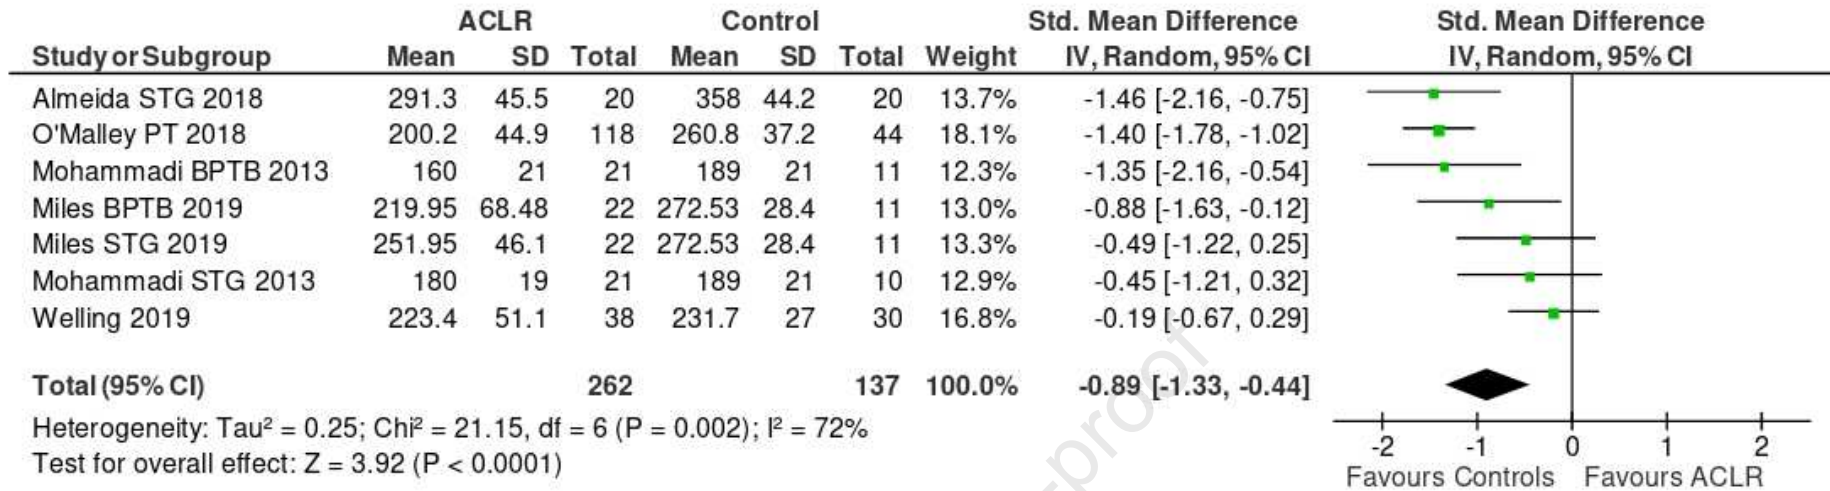 ACLR Control Std. Mean Difference Std. Mean Difference
Study or Subgroup Mean SD Total Mean SD Total Weight IV, Random, 95% CI IV, Random, 95% CI
Almeida STG 2018 291.3 45.5 20 358 44.2 20 13.7% -1.46 [-2.16, -0.75]
O'Malley PT 2018 200.2 44.9 118 260.8 37.2 44 18.1% -1.40 [-1.78, -1.02]
Mohammadi BPTB 2013 160 21 21 189 21 11 12.3% -1.35 [-2.16, -0.54]
Miles BPTB 2019 219.95 68.48 22 272.53 28.4 11 13.0% -0.88 [-1.63, -0.12]
Miles STG 2019 251.95 46.1 22 272.53 28.4 11 13.3% -0.49 [-1.22, 0.25]
Mohammadi STG 2013 180 19 21 189 21 10 12.9% -0.45 [-1.21, 0.32]
Welling 2019 223.4 51.1 38 231.7 27 30 16.8% -0.19 [-0.67, 0.29]
Total (95% CI) 262 137 100.0% -0.89 [-1.33, -0.44]
Heterogeneity: Tau² = 0.25; Chi² = 21.15, df = 6 (P = 0.002); I² = 72%
Test for overall effect: Z = 3.92 (P < 0.0001)
-2 -1 0 1 2
Favours Controls Favours ACLR